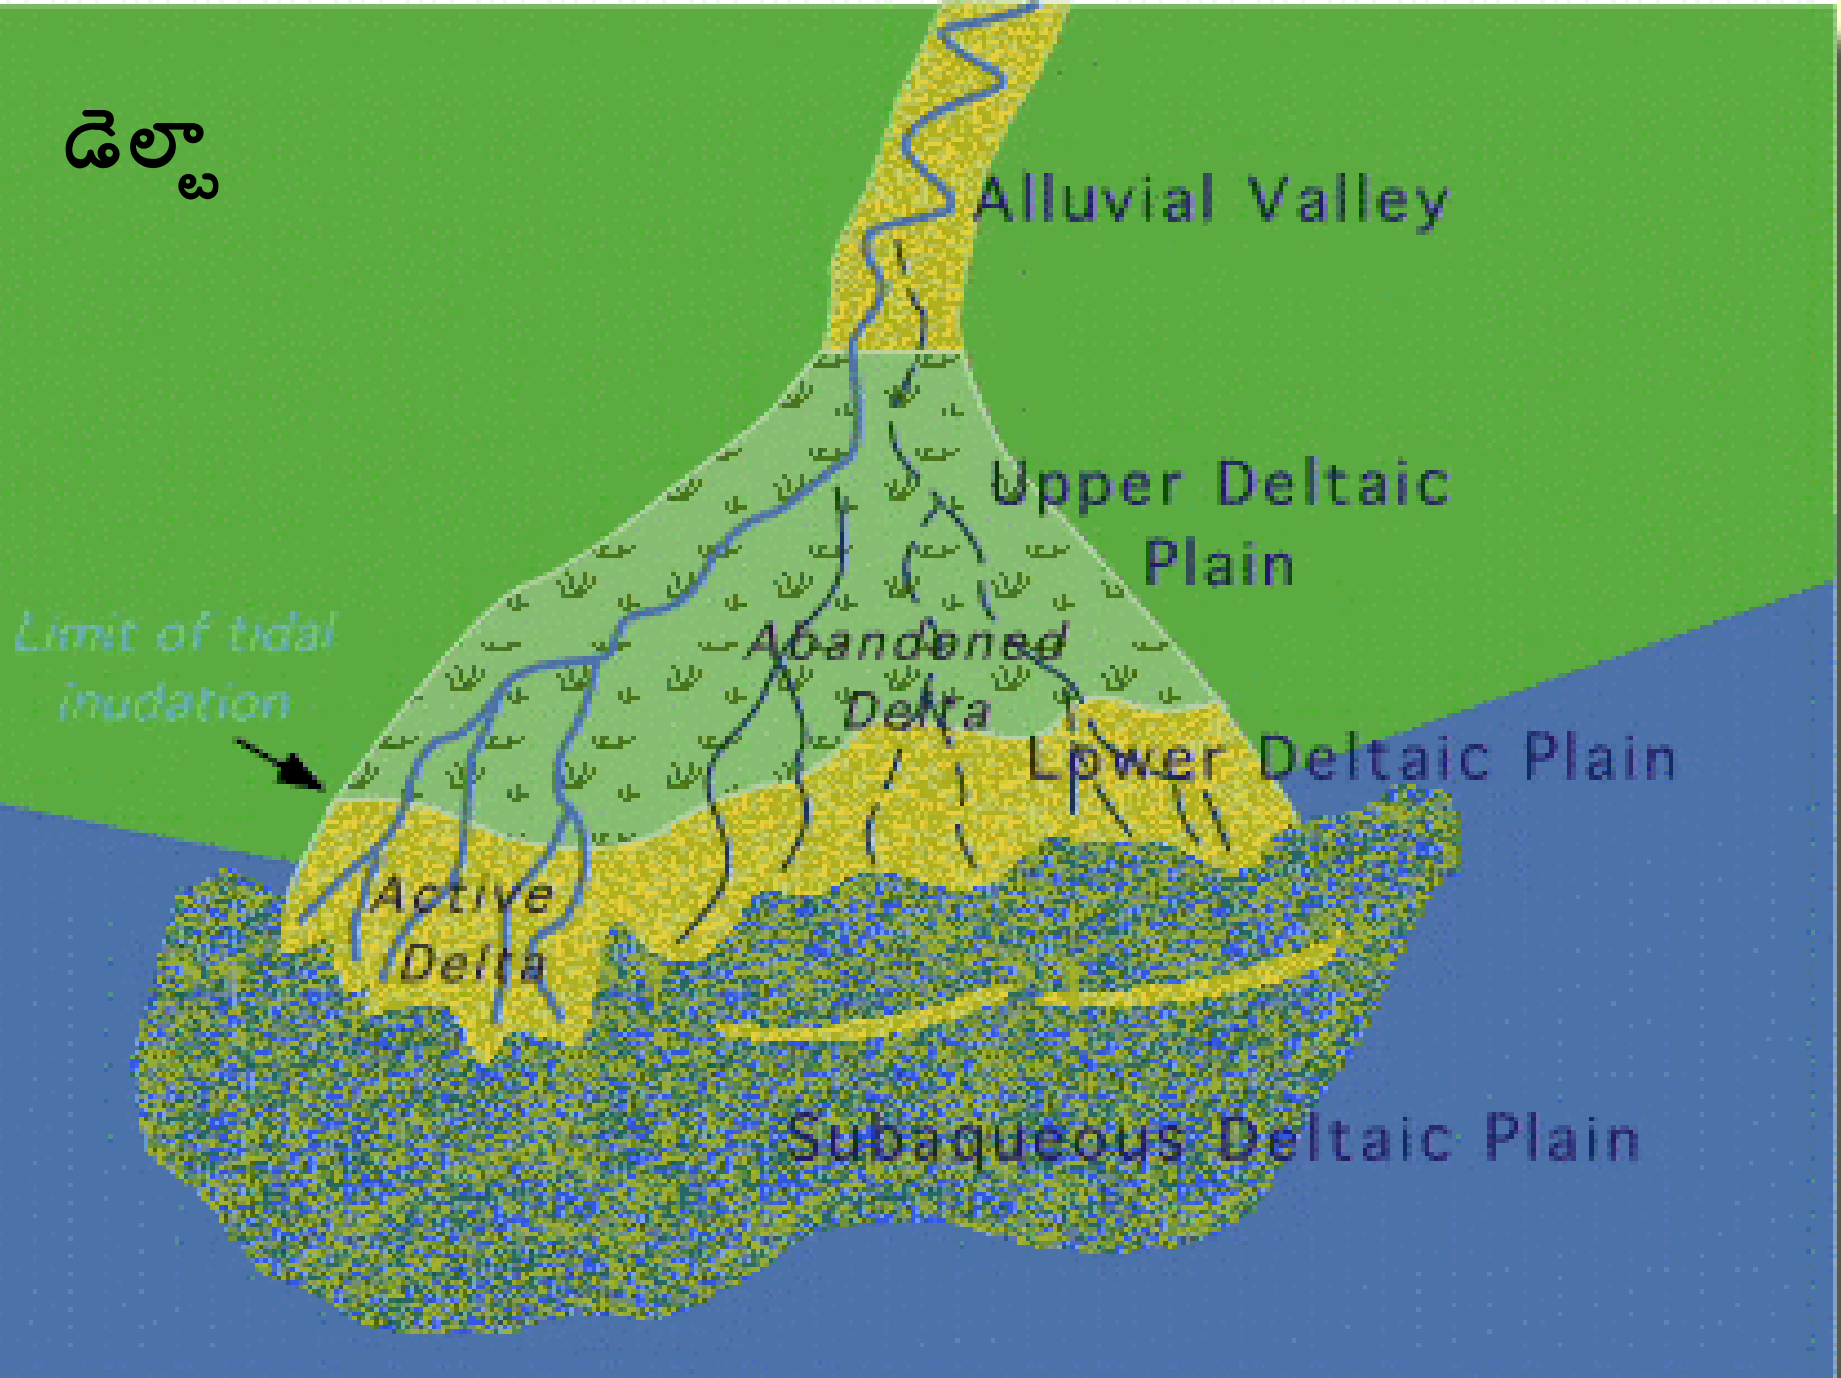 డెల్టా
Alluvial Valley
Upper Deltaic
Plain
Limit of tidal
inudation
Abandoned
Delta
Lower Deltaic Plain
Active
Delta
Subaqueous Deltaic Plain